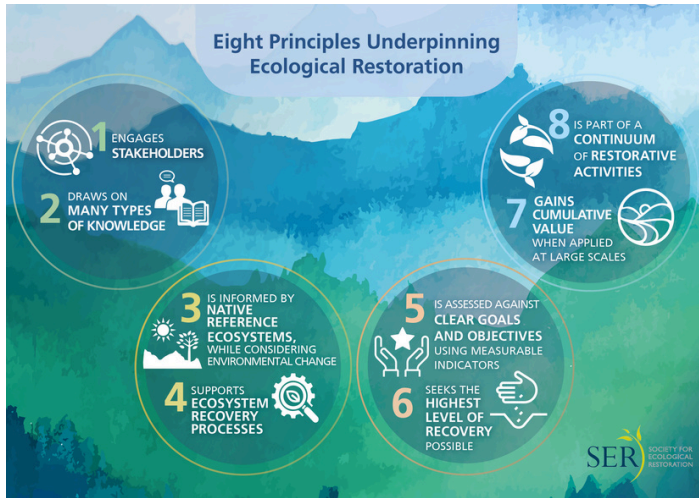 Eight Principles Underpinning
Ecological Restoration
1 ENGAGES
STAKEHOLDERS
2 DRAWS ON
MANY TYPES
OF KNOWLEDGE
3 IS INFORMED BY
NATIVE
REFERENCE
ECOSYSTEMS,
WHILE CONSIDERING
ENVIRONMENTAL CHANGE
4 SUPPORTS
ECOSYSTEM
RECOVERY
PROCESSES
5 IS ASSESSED AGAINST
CLEAR GOALS
AND OBJECTIVES
USING MEASURABLE
INDICATORS
6 SEEKS THE
HIGHEST
LEVEL OF
RECOVERY
POSSIBLE
7 GAINS
CUMULATIVE
VALUE
WHEN APPLIED
AT LARGE SCALES
8 IS PART OF A
CONTINUUM
OF RESTORATIVE
ACTIVITIES
SER
SOCIETY FOR
ECOLOGICAL
RESTORATION